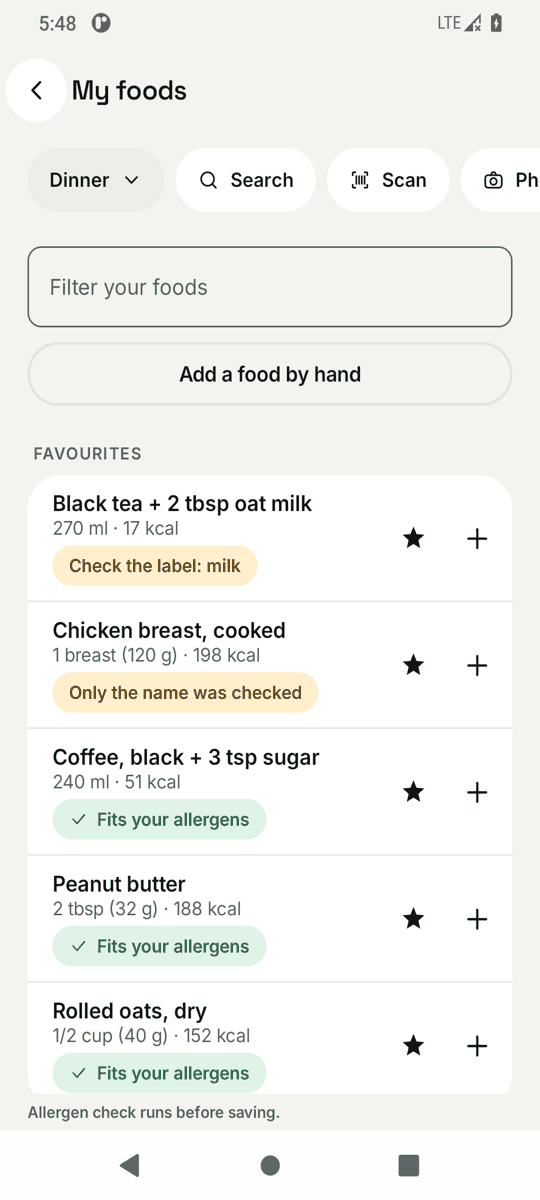 5:48
LTE
My foods
Dinner
Search
Scan
Ph
Filter your foods
Add a food by hand
FAVOURITES
Black tea + 2 tbsp oat milk
270 ml · 17 kcal
Check the label: milk
Chicken breast, cooked
1 breast (120 g) · 198 kcal
Only the name was checked
Coffee, black + 3 tsp sugar
240 ml · 51 kcal
Fits your allergens
Peanut butter
2 tbsp (32 g) · 188 kcal
Fits your allergens
Rolled oats, dry
1/2 cup (40 g) · 152 kcal
Fits your allergens
Allergen check runs before saving.